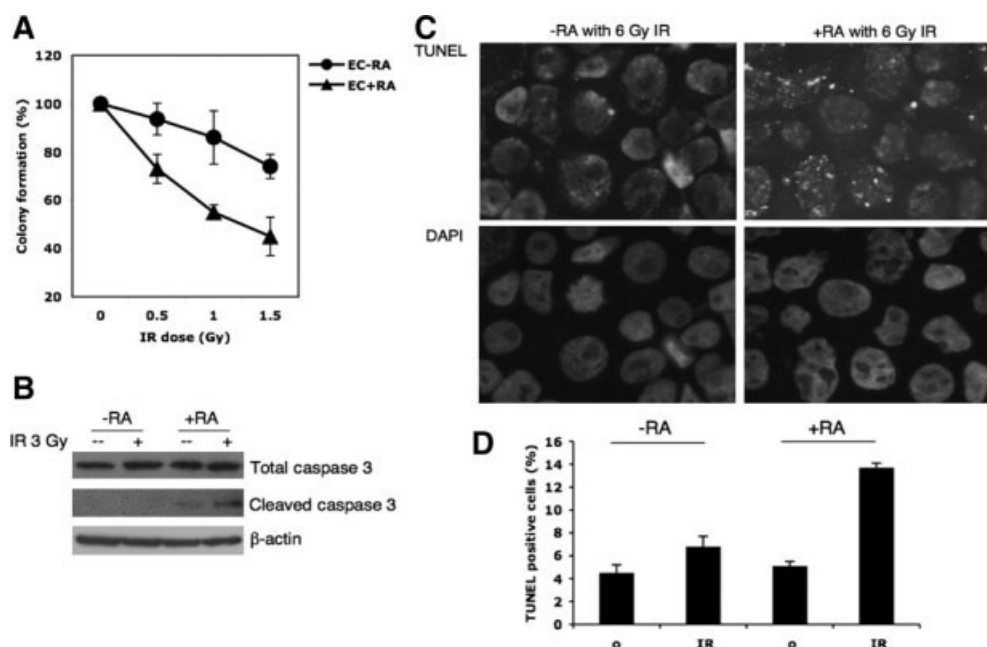 A
120
100
80
60
40
20
Colony formation (%)
0 0.5 1 1.5
IR dose (Gy)
EC-RA
EC+RA
B
-RA +RA
IR 3 Gy -- + -- +
Total caspase 3
Cleaved caspase 3
β-actin
C
-RA with 6 Gy IR +RA with 6 Gy IR
TUNEL
DAPI
D
-RA +RA
16
14
12
10
8
6
4
2
0
TUNEL positive cells (%)
o IR o IR